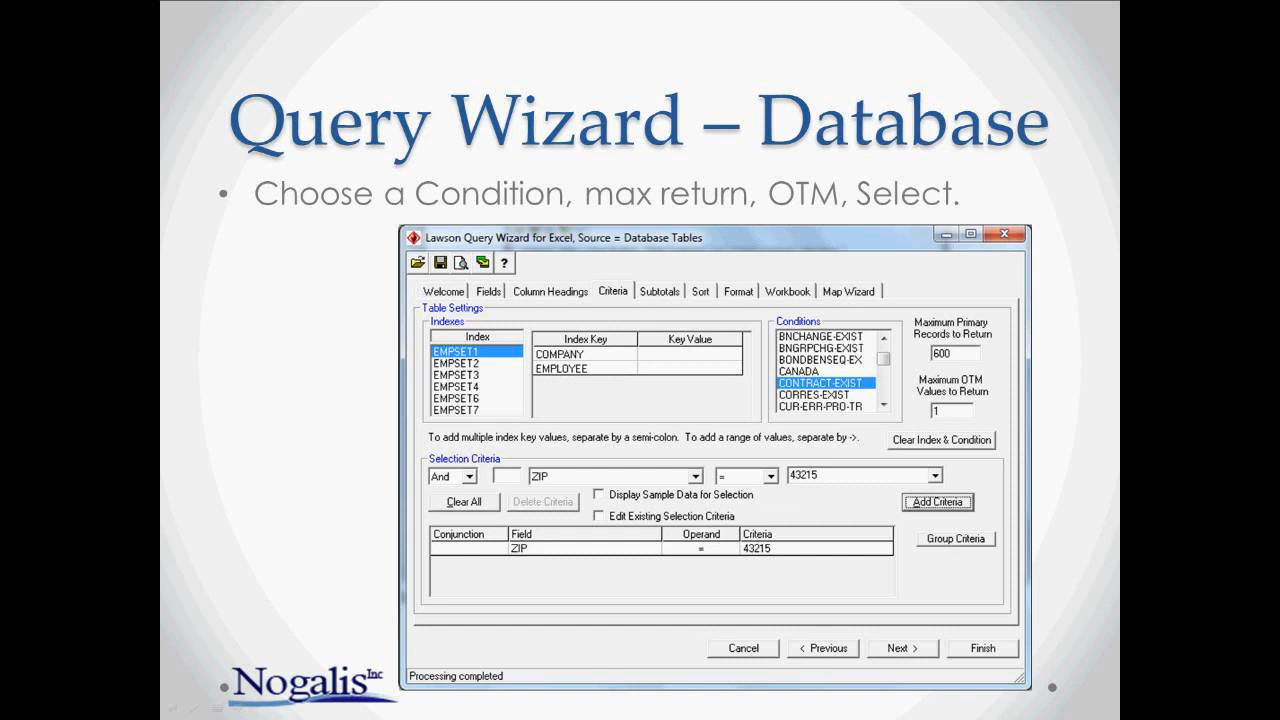 Query Wizard – Database
• Choose a Condition, max return, OTM, Select.
Lawson Query Wizard for Excel, Source = Database Tables
?
Welcome Fields Column Headings Criteria Subtotals Sort Format Workbook Map Wizard
Table Settings
Indexes
Index
EMPSET1
EMPSET2
EMPSET3
EMPSET4
EMPSET6
EMPSET7
Index Key Key Value
COMPANY
EMPLOYEE
Conditions
BNCHANGE-EXIST
BNGRPCHG-EXIST
BONDBENSEQ-EX
CANADA
CONTRACT-EXIST
CORRES-EXIST
CUR-ERR-PRO-TR
Maximum Primary
Records to Return
600
Maximum OTM
Values to Return
1
To add multiple index key values, separate by a semi-colon. To add a range of values, separate by ->.
Clear Index & Condition
Selection Criteria
And ZIP = 43215
Clear All Delete Criteria
Display Sample Data for Selection
Edit Existing Selection Criteria
Add Criteria
Conjunction Field Operand Criteria
ZIP = 43215
Group Criteria
Cancel < Previous Next > Finish
Processing completed
Nogalis Inc